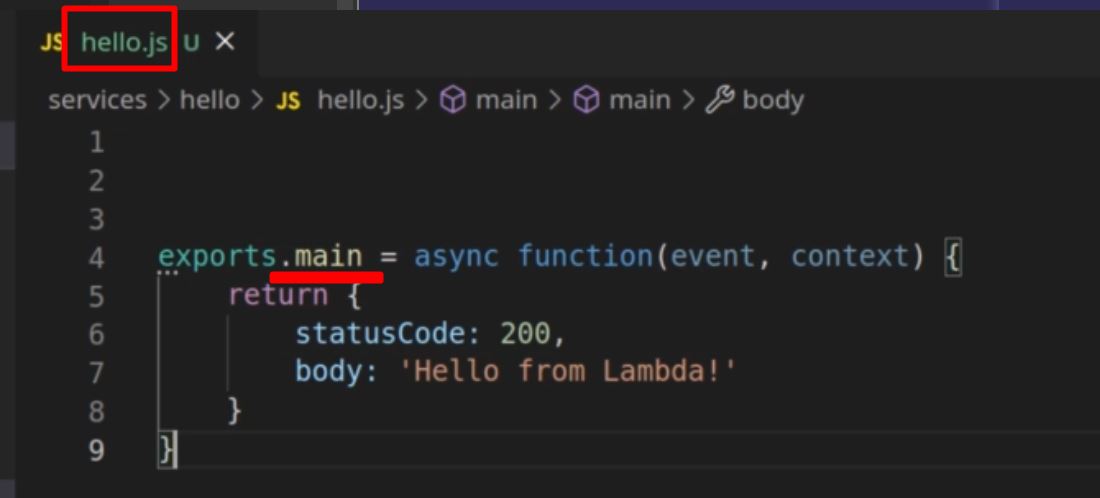 JS hello.js U ×
services > hello > JS hello.js > main > main > body
1
2
3
4 exports.main = async function(event, context) {
5 return {
6 statusCode: 200,
7 body: 'Hello from Lambda!'
8 }
9 }